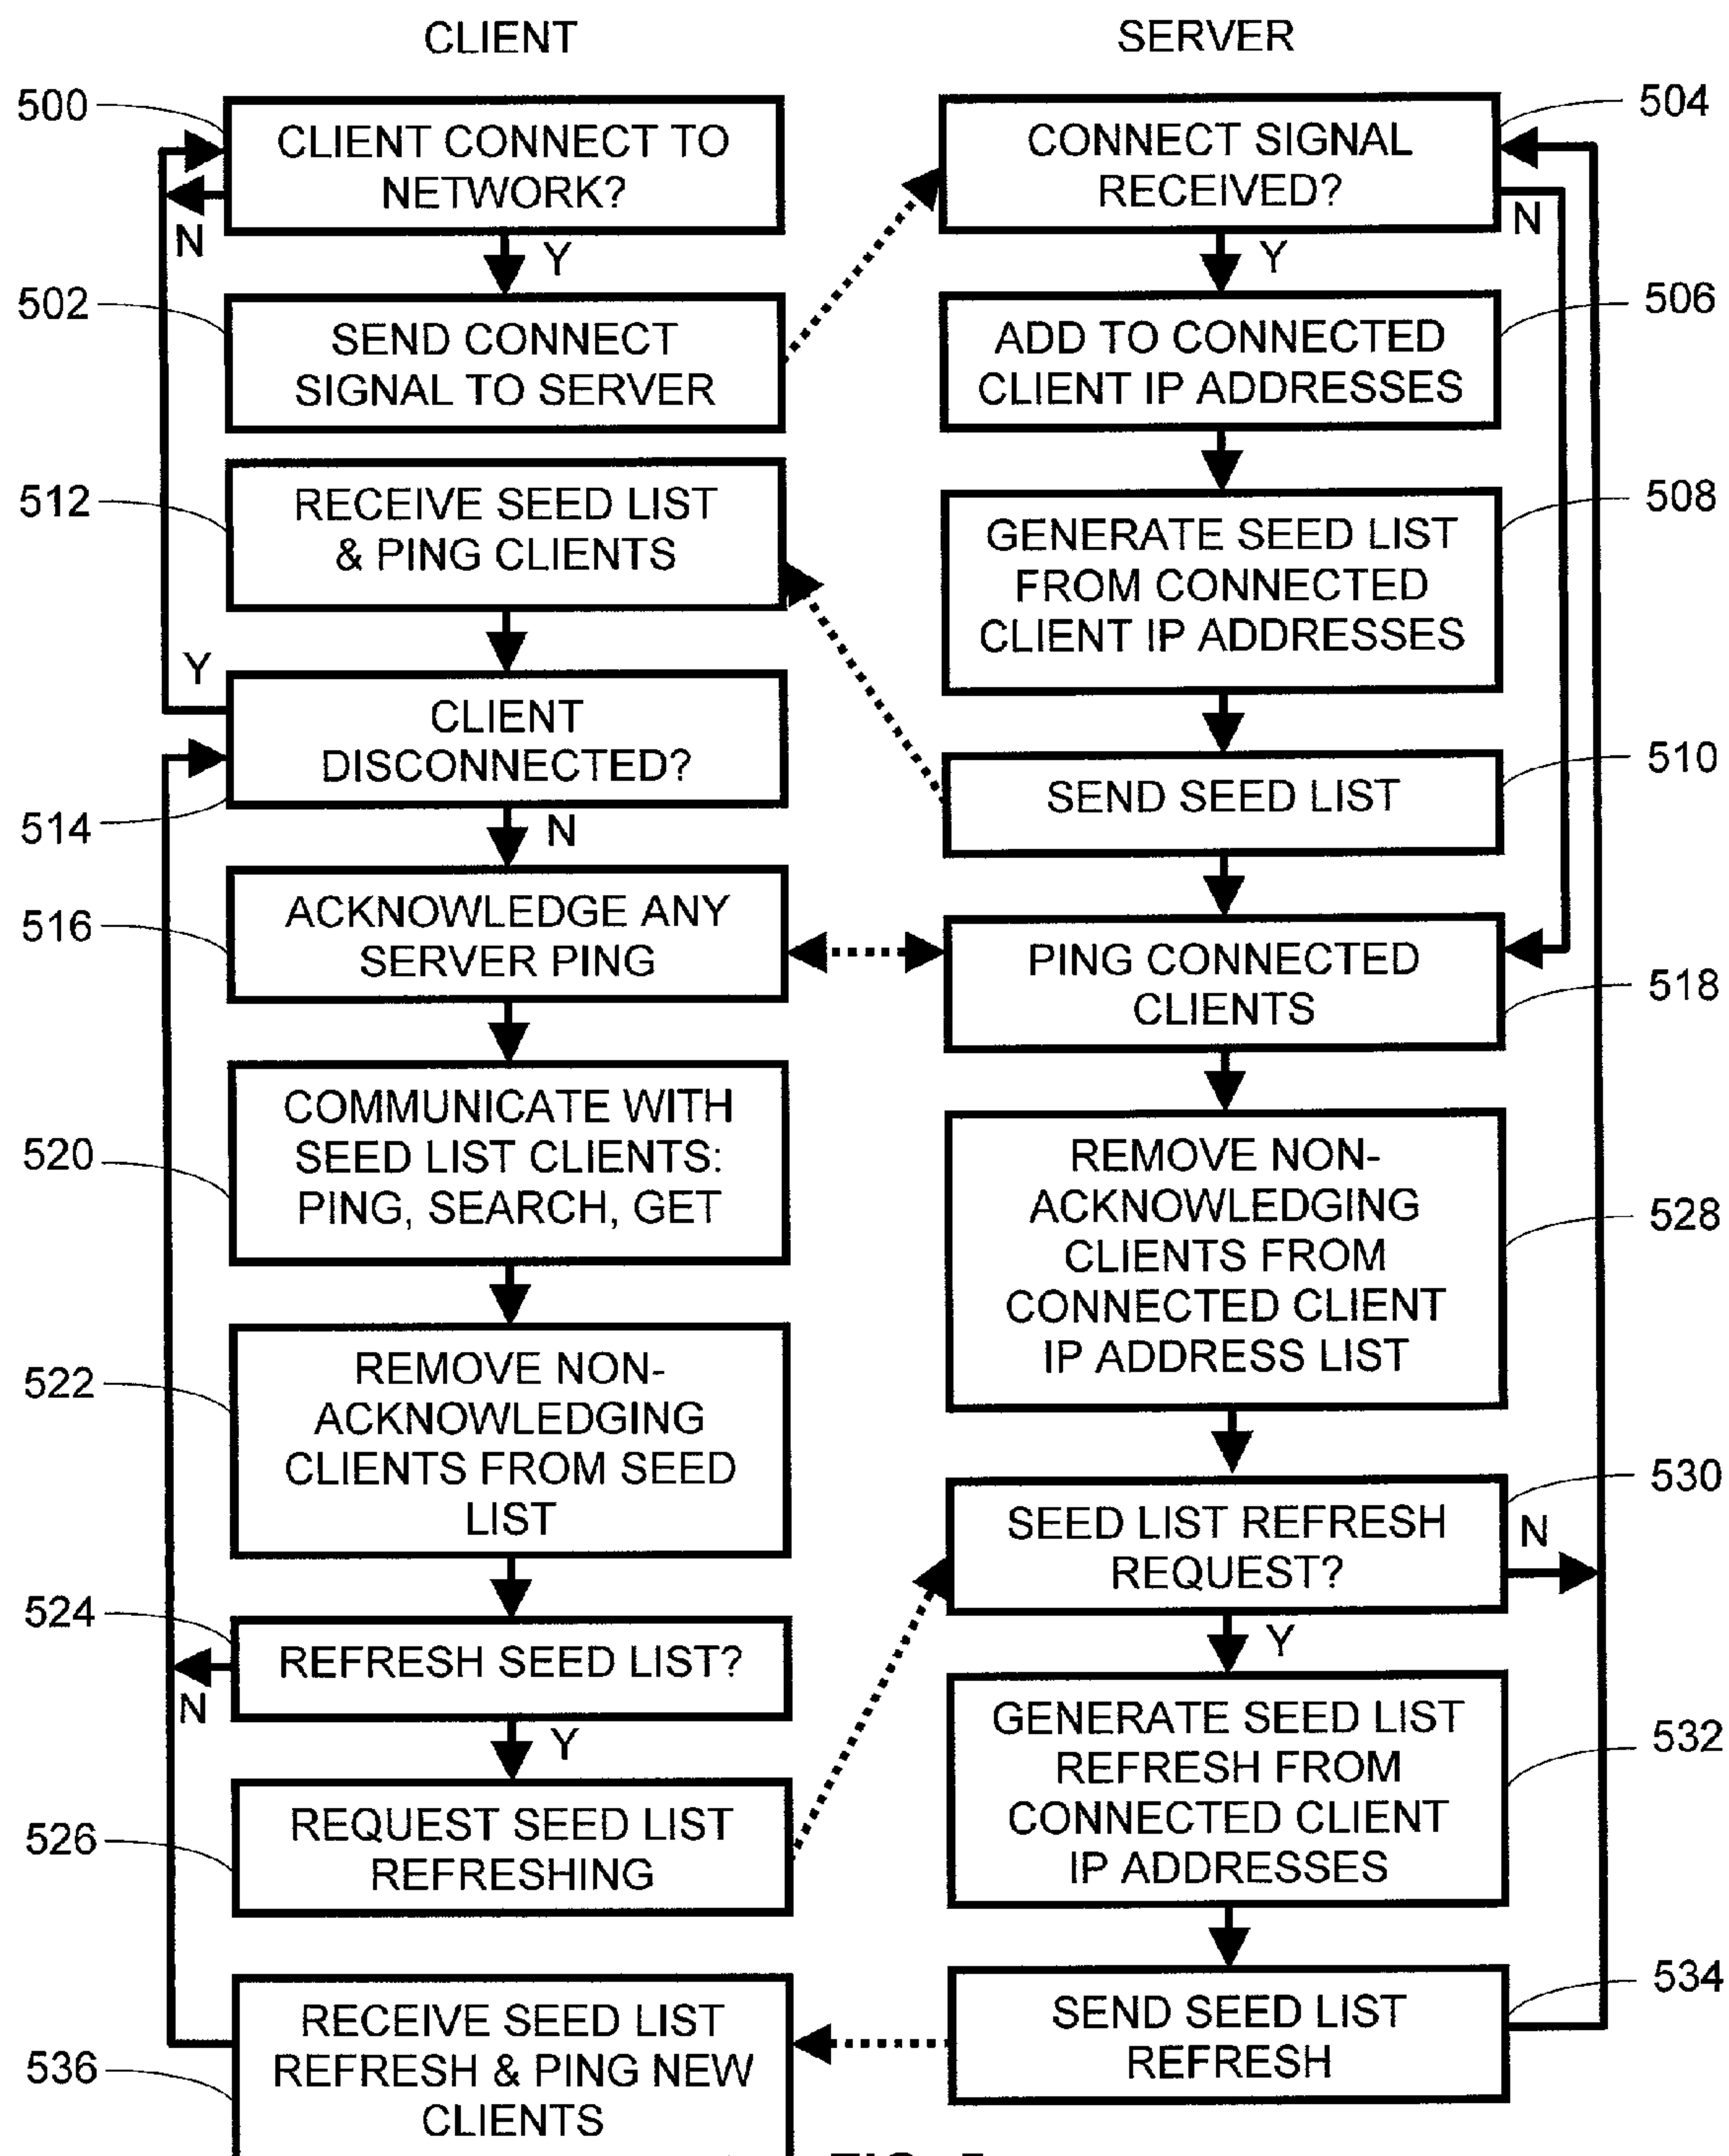 CLIENT
SERVER
500
CLIENT CONNECT TO
NETWORK?
N
Y
502
SEND CONNECT
SIGNAL TO SERVER
512
RECEIVE SEED LIST
& PING CLIENTS
Y
CLIENT
DISCONNECTED?
514
N
516
ACKNOWLEDGE ANY
SERVER PING
520
COMMUNICATE WITH
SEED LIST CLIENTS:
PING, SEARCH, GET
522
REMOVE NON-
ACKNOWLEDGING
CLIENTS FROM SEED
LIST
524
REFRESH SEED LIST?
N
Y
526
REQUEST SEED LIST
REFRESHING
536
RECEIVE SEED LIST
REFRESH & PING NEW
CLIENTS
504
CONNECT SIGNAL
RECEIVED?
N
Y
506
ADD TO CONNECTED
CLIENT IP ADDRESSES
508
GENERATE SEED LIST
FROM CONNECTED
CLIENT IP ADDRESSES
510
SEND SEED LIST
PING CONNECTED
CLIENTS
518
REMOVE NON-
ACKNOWLEDGING
CLIENTS FROM
CONNECTED CLIENT
IP ADDRESS LIST
528
530
SEED LIST REFRESH
REQUEST?
N
Y
GENERATE SEED LIST
REFRESH FROM
CONNECTED CLIENT
IP ADDRESSES
532
534
SEND SEED LIST
REFRESH